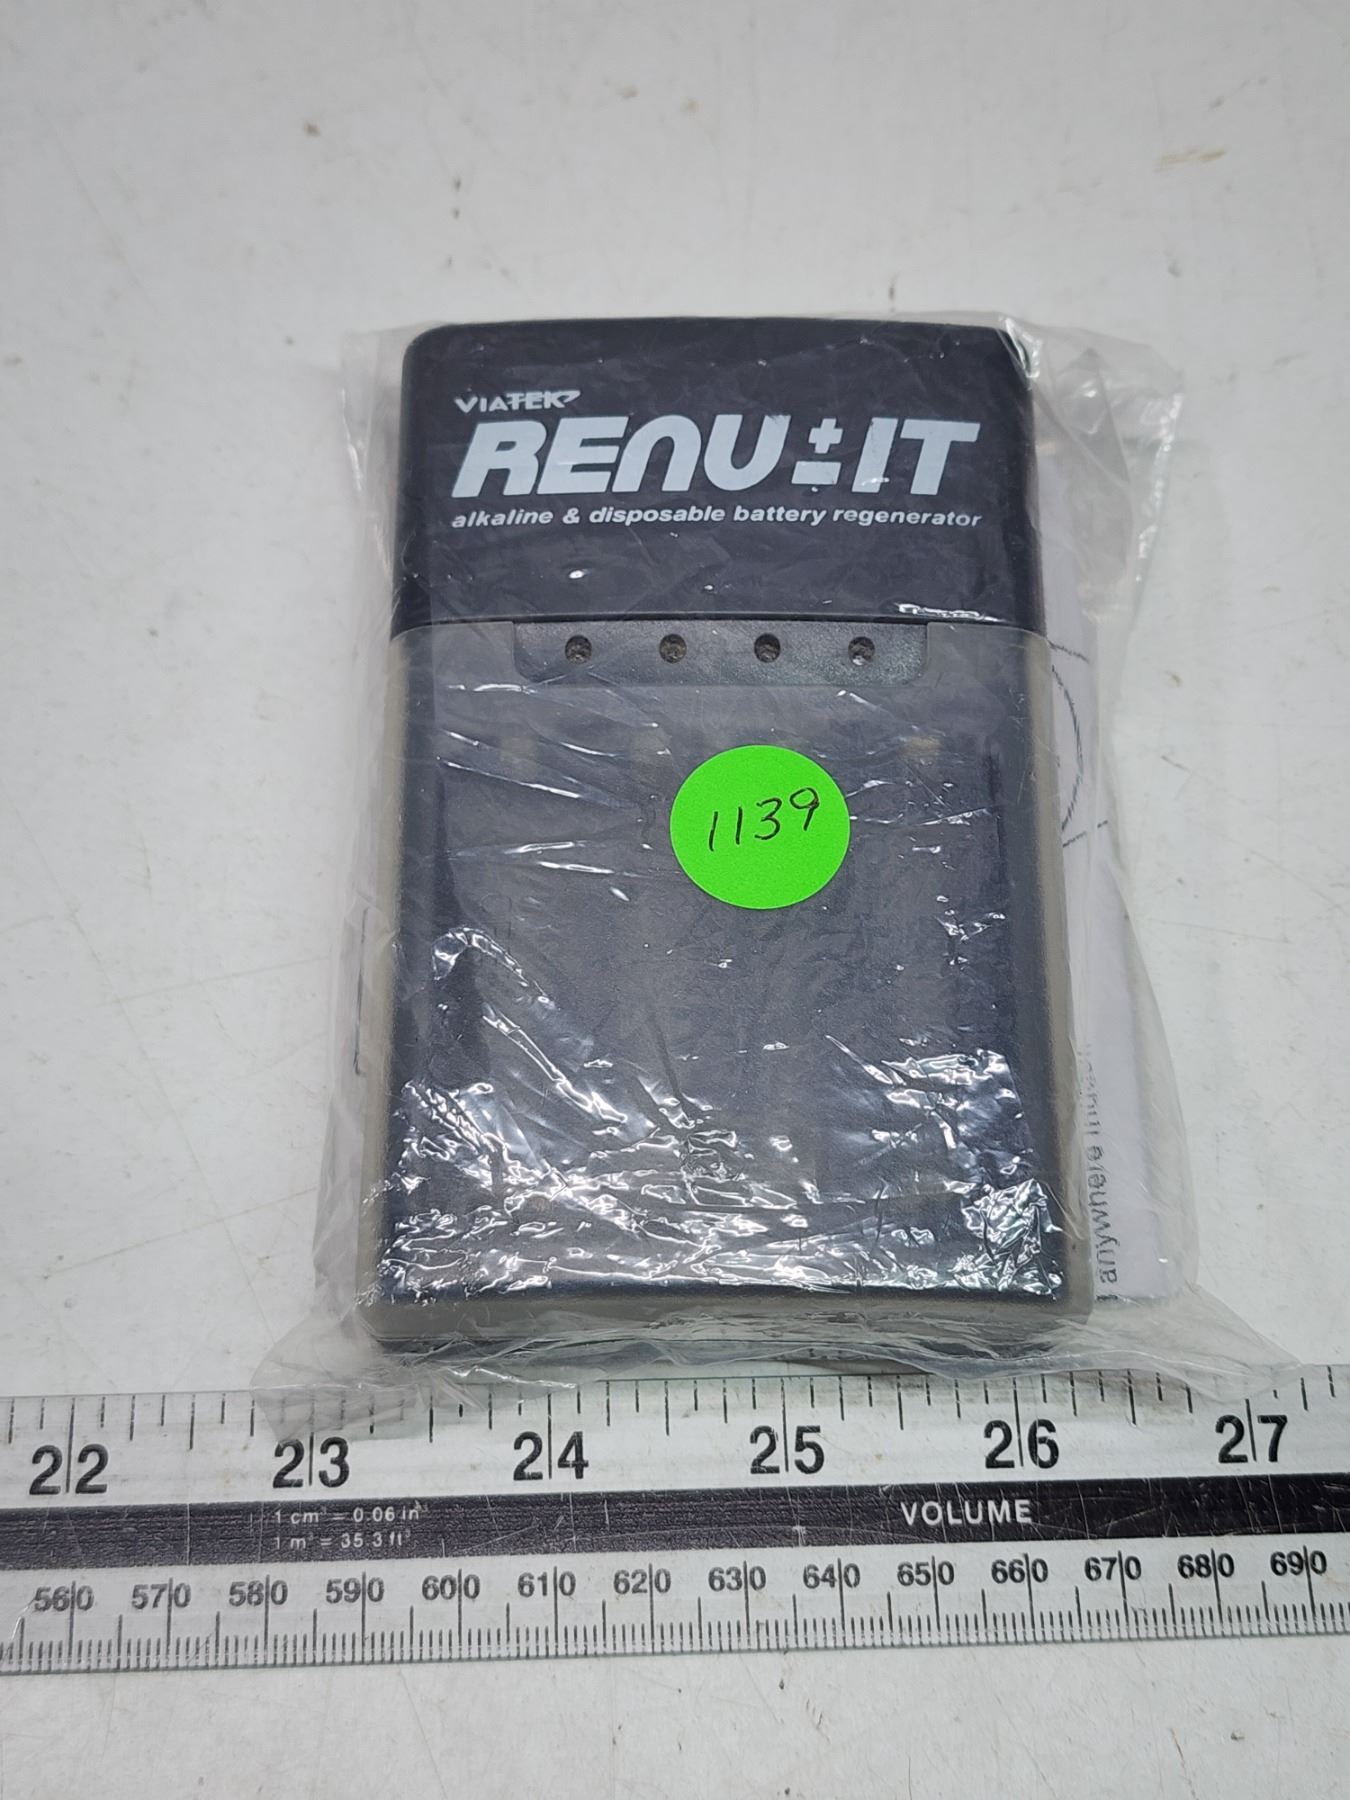 VIATEK
RENU±IT
alkaline & disposable battery regenerator
1139
anywhere
22 23 24 25 26 27
1 cm³ = 0.06 in³
1 m³ = 35.3 ft³
VOLUME
560 570 580 590 600 610 620 630 640 650 660 670 680 690